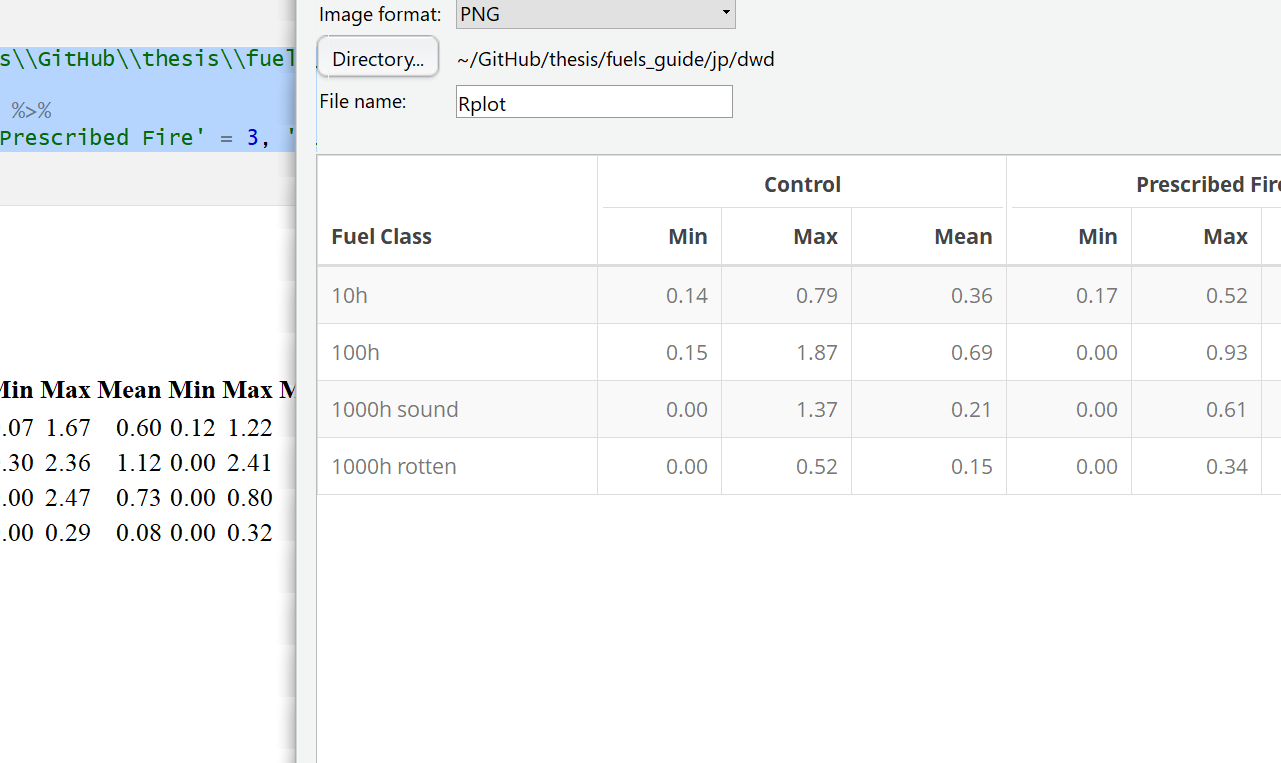 s\\GitHub\\thesis\\fuel
%>%
Prescribed Fire' = 3, '
Min Max Mean Min Max M
.07 1.67 0.60 0.12 1.22
.30 2.36 1.12 0.00 2.41
.00 2.47 0.73 0.00 0.80
.00 0.29 0.08 0.00 0.32
Image format: PNG
Directory... ~/GitHub/thesis/fuels_guide/jp/dwd
File name: Rplot
Control Prescribed Fire
Fuel Class Min Max Mean Min Max
10h 0.14 0.79 0.36 0.17 0.52
100h 0.15 1.87 0.69 0.00 0.93
1000h sound 0.00 1.37 0.21 0.00 0.61
1000h rotten 0.00 0.52 0.15 0.00 0.34